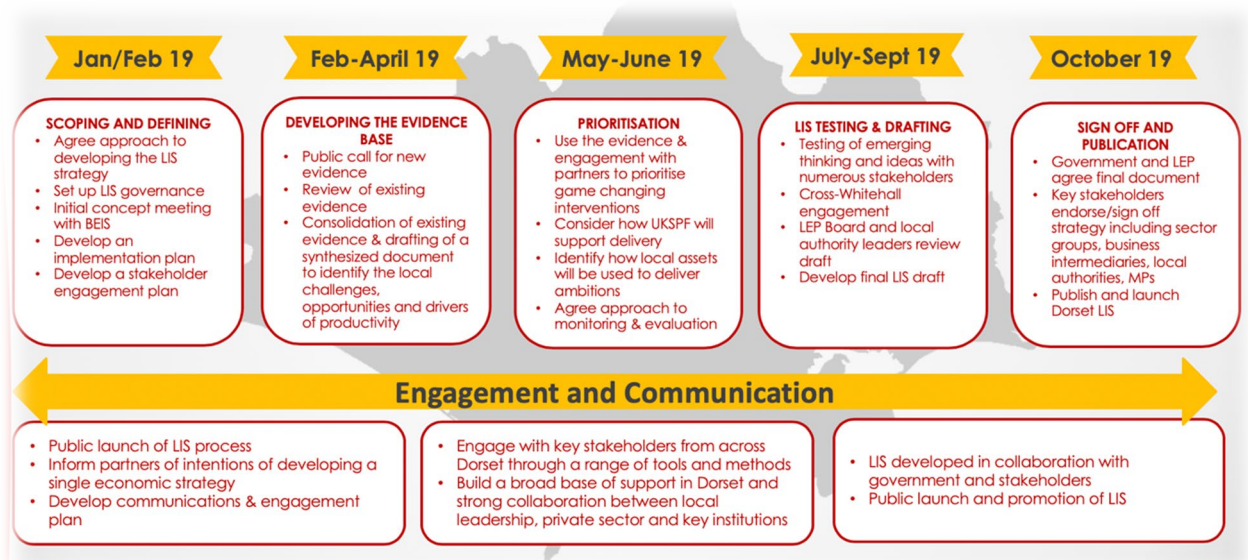 Jan/Feb 19
Feb-April 19
May-June 19
July-Sept 19
October 19
SCOPING AND DEFINING
• Agree approach to
developing the LIS
strategy
• Set up LIS governance
• Initial concept meeting
with BEIS
• Develop an
implementation plan
• Develop a stakeholder
engagement plan
DEVELOPING THE EVIDENCE
BASE
• Public call for new
evidence
• Review of existing
evidence
• Consolidation of existing
evidence & drafting of a
synthesized document
to identify the local
challenges,
opportunities and drivers
of productivity
PRIORITISATION
• Use the evidence &
engagement with
partners to prioritise
game changing
interventions
• Consider how UKSPF will
support delivery
• Identify how local assets
will be used to deliver
ambitions
• Agree approach to
monitoring & evaluation
LIS TESTING & DRAFTING
• Testing of emerging
thinking and ideas with
numerous stakeholders
• Cross-Whitehall
engagement
• LEP Board and local
authority leaders review
draft
• Develop final LIS draft
SIGN OFF AND
PUBLICATION
• Government and LEP
agree final document
• Key stakeholders
endorse/sign off
strategy including sector
groups, business
intermediaries, local
authorities, MPs
• Publish and launch
Dorset LIS
Engagement and Communication
• Public launch of LIS process
• Inform partners of intentions of developing a
single economic strategy
• Develop communications & engagement
plan
• Engage with key stakeholders from across
Dorset through a range of tools and methods
• Build a broad base of support in Dorset and
strong collaboration between local
leadership, private sector and key institutions
• LIS developed in collaboration with
government and stakeholders
• Public launch and promotion of LIS